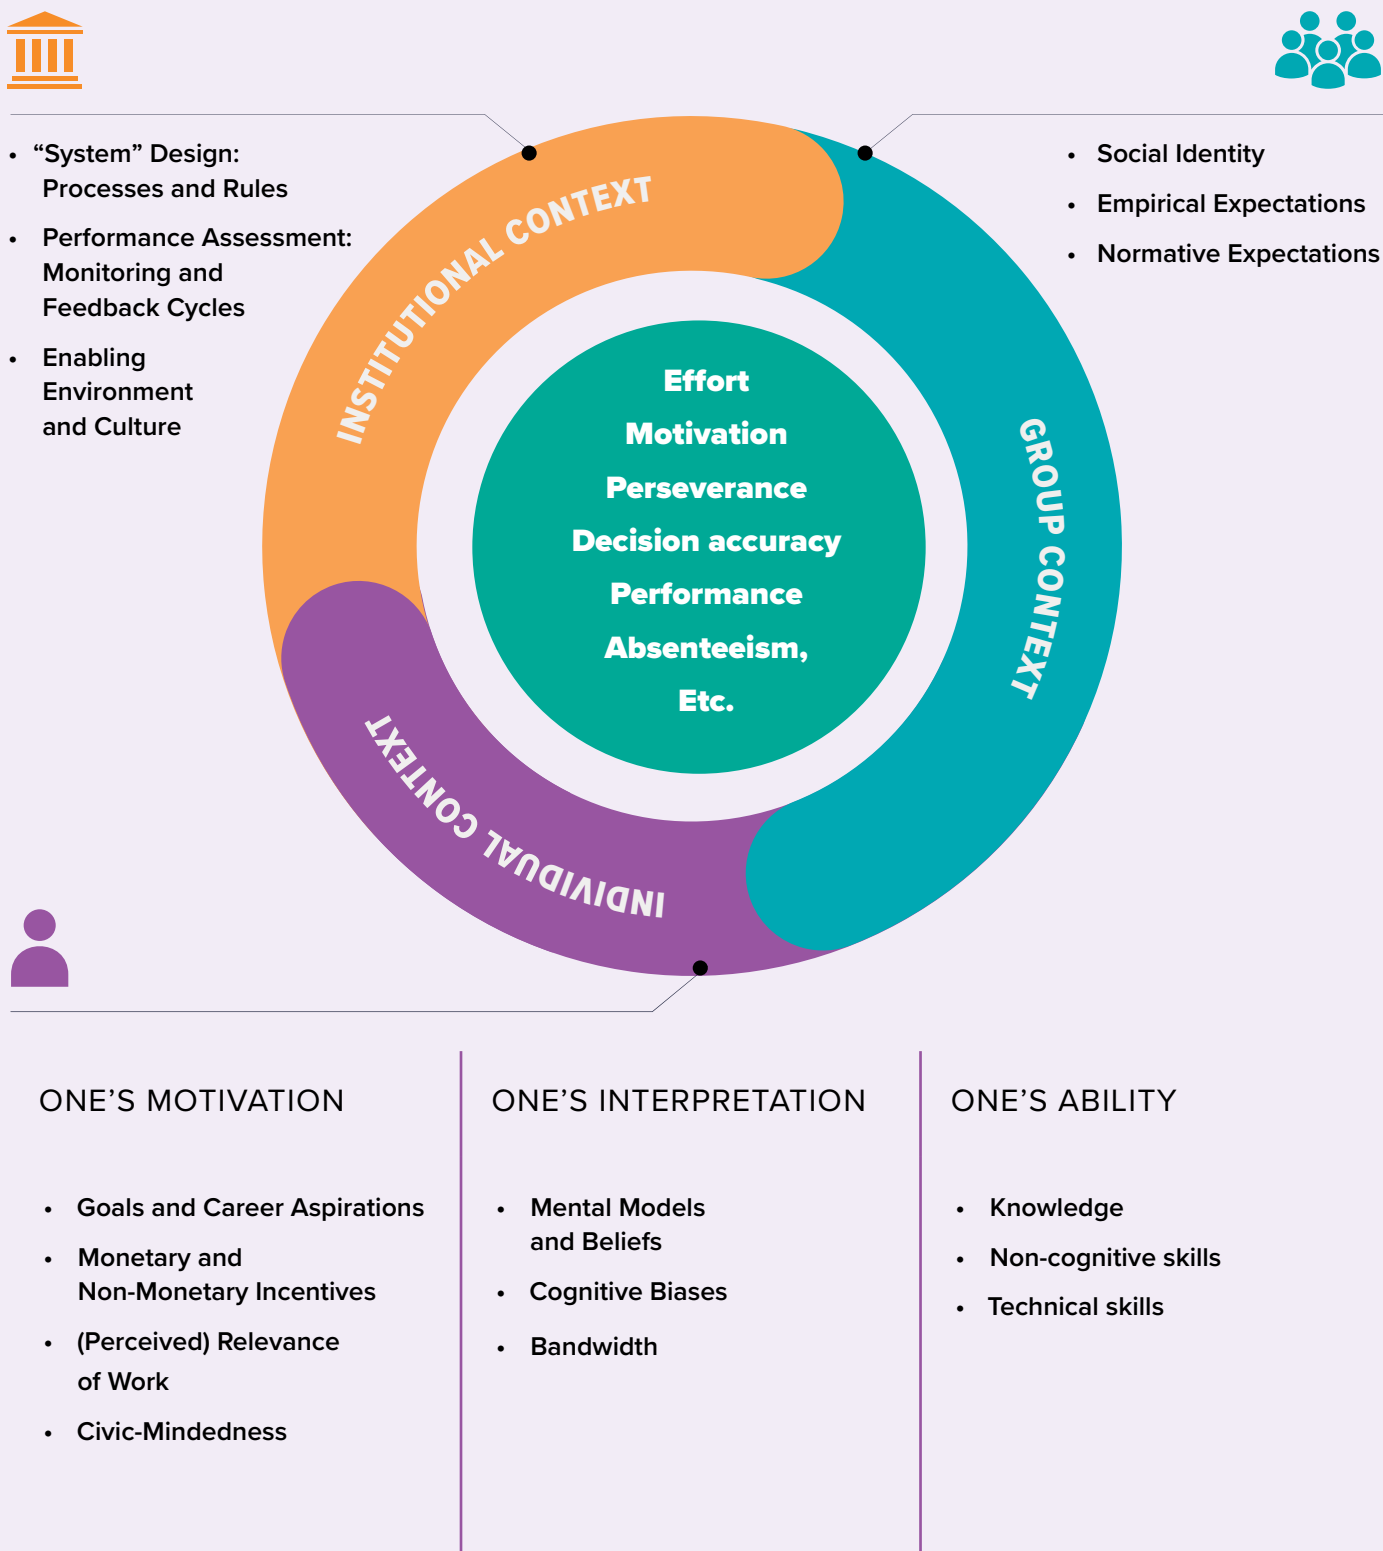 • “System” Design:
Processes and Rules
• Performance Assessment:
Monitoring and
Feedback Cycles
• Enabling
Environment
and Culture
• Social Identity
• Empirical Expectations
• Normative Expectations
INSTITUTIONAL CONTEXT
GROUP CONTEXT
INDIVIDUAL CONTEXT
Effort
Motivation
Perseverance
Decision accuracy
Performance
Absenteeism,
Etc.
ONE’S MOTIVATION
• Goals and Career Aspirations
• Monetary and
Non-Monetary Incentives
• (Perceived) Relevance
of Work
• Civic-Mindedness
ONE’S INTERPRETATION
• Mental Models
and Beliefs
• Cognitive Biases
• Bandwidth
ONE’S ABILITY
• Knowledge
• Non-cognitive skills
• Technical skills